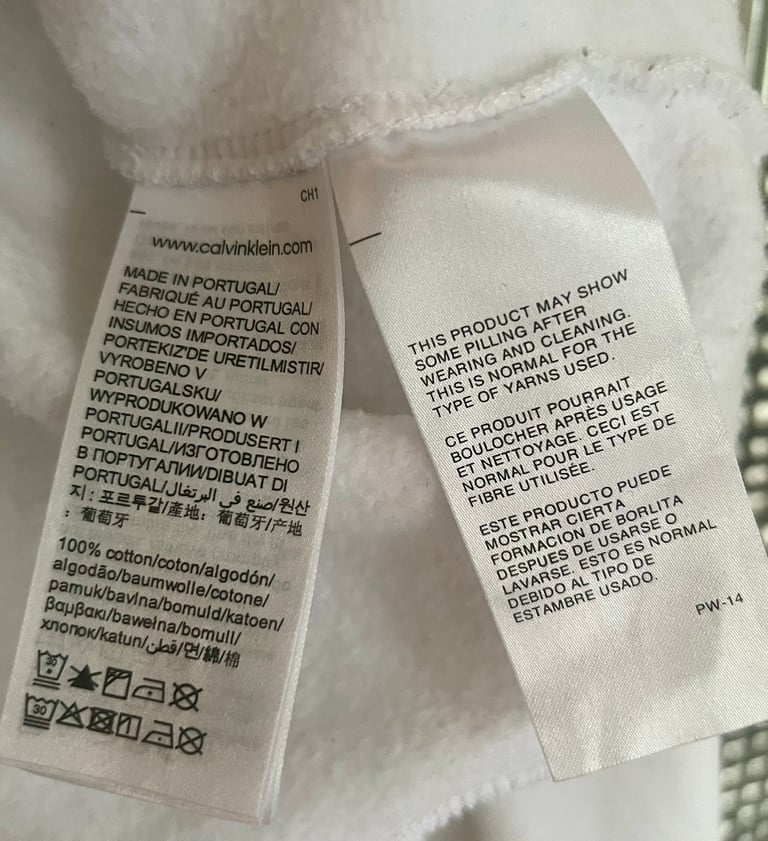 CH1
www.calvinklein.com
MADE IN PORTUGAL/
FABRIQUÉ AU PORTUGAL/
HECHO EN PORTUGAL CON
INSUMOS IMPORTADOS/
PORTEKIZ'DE URETILMISTIR/
VYROBENO V
PORTUGALSKU/
WYPRODUKOWANO W
PORTUGALII/PRODUSERT I
PORTUGAL/ИЗГОТОВЛЕНО
В ПОРТУГАЛИИ/DIBUAT DI
PORTUGAL/صنع في البرتغال/원산
지 : 포르투갈/產地：葡萄牙/产地
：葡萄牙
100% cotton/coton/algodón/
algodão/baumwolle/cotone/
pamuk/bavlna/bomuld/katoen/
βαμβακι/bawełna/bomull/
хлопок/katun/قطن/면/綿/棉
30
30
THIS PRODUCT MAY SHOW
SOME PILLING AFTER
WEARING AND CLEANING.
THIS IS NORMAL FOR THE
TYPE OF YARNS USED.
CE PRODUIT POURRAIT
BOULOCHER APRÈS USAGE
ET NETTOYAGE. CECI EST
NORMAL POUR LE TYPE DE
FIBRE UTILISÉE.
ESTE PRODUCTO PUEDE
MOSTRAR CIERTA
FORMACION DE BORLITA
DESPUES DE USARSE O
LAVARSE. ESTO ES NORMAL
DEBIDO AL TIPO DE
ESTAMBRE USADO.
PW-14